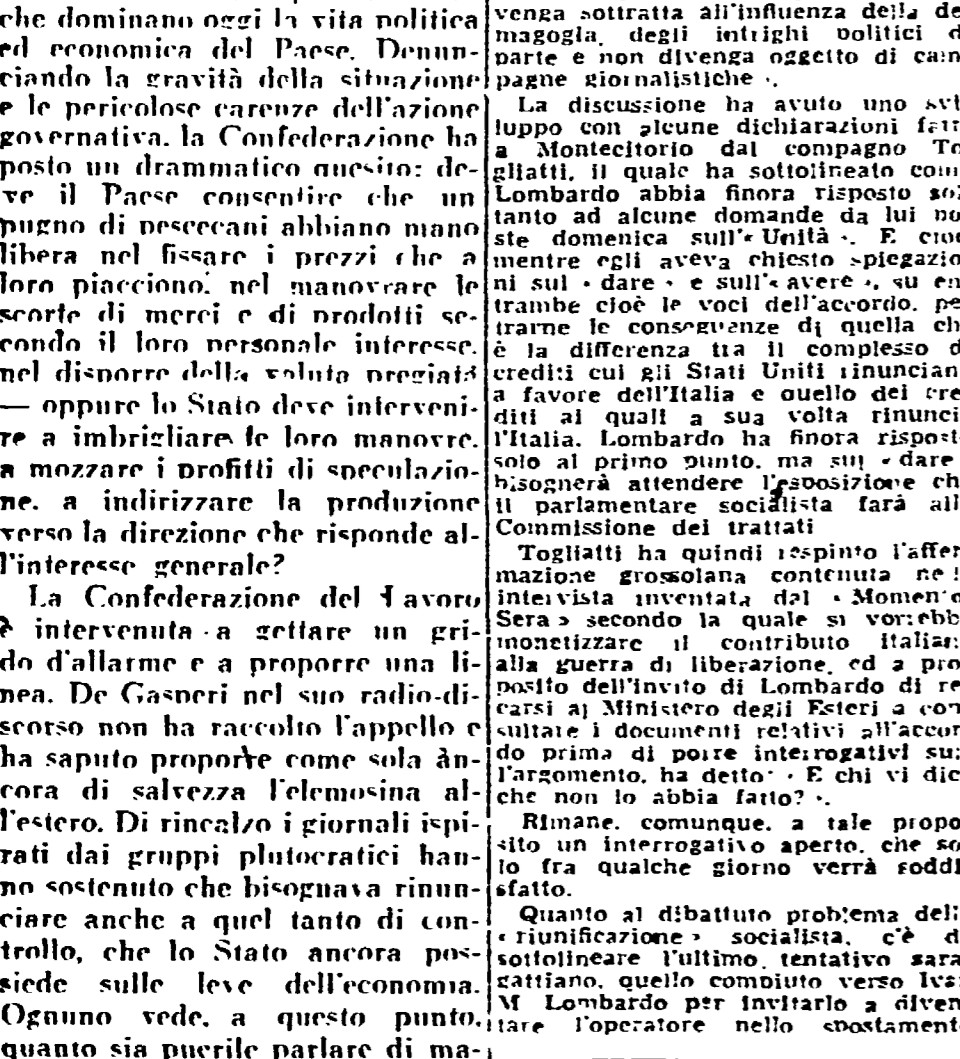 che dominano oggi la vita politica
ed economica del Paese. Denun-
ciando la gravità della situazione
e le pericolose carenze dell'azione
governativa, la Confederazione ha
posto un drammatico quesito: de-
ve il Paese consentire che un
pugno di pescecani abbiano mano
libera nel fissare i prezzi che a
loro piacciono, nel manovrare le
scorte di merci e di prodotti se-
condo il loro personale interesse,
nel disporre della valuta pregiata
— oppure lo Stato deve interveni-
re a imbrigliare le loro manovre,
a mozzare i profitti di speculazio-
ne, a indirizzare la produzione
verso la direzione che risponde al-
l'interesse generale?
La Confederazione del Lavoro
è intervenuta a gettare un gri-
do d'allarme e a proporre una li-
nea. De Gasperi nel suo radio-di-
scorso non ha raccolto l'appello e
ha saputo proporre come sola àn-
cora di salvezza l'elemosina al-
l'estero. Di rincalzo i giornali ispi-
rati dai gruppi plutocratici han-
no sostenuto che bisognava rinun-
ciare anche a quel tanto di con-
trollo, che lo Stato ancora pos-
siede sulle leve dell'economia.
Ognuno vede, a questo punto,
quanto sia puerile parlare di ma-
venga sottratta all'influenza della de
magogia, degli intrighi politici d
parte e non divenga oggetto di cam
pagne giornalistiche ».
La discussione ha avuto uno svi
luppo con alcune dichiarazioni fatt
a Montecitorio dal compagno To
gliatti, il quale ha sottolineato com
Lombardo abbia finora risposto sol
tanto ad alcune domande da lui po
ste domenica sull'« Unità ». E cioè
mentre egli aveva chiesto spiegazio
ni sul « dare » e sull'« avere », su en
trambe cioè le voci dell'accordo, pe
trarne le conseguenze di quella ch
è la differenza tra il complesso d
crediti cui gli Stati Uniti rinuncian
a favore dell'Italia e quello dei cre
diti ai quali a sua volta rinunci
l'Italia. Lombardo ha finora rispost
solo al primo punto, ma sul « dare
bisognerà attendere l'esposizione ch
il parlamentare socialista farà all
Commissione dei trattati
Togliatti ha quindi respinto l'affer
mazione grossolana contenuta nell
intervista inventata dal « Momento
Sera » secondo la quale si vorrebb
monetizzare il contributo italian
alla guerra di liberazione, ed a pro
posito dell'invito di Lombardo di re
carsi al Ministero degli Esteri a con
sultare i documenti relativi all'accor
do prima di porre interrogativi sul
l'argomento, ha detto: « E chi vi dic
che non lo abbia fatto? ».
Rimane, comunque, a tale propo
sito un interrogativo aperto, che so
lo fra qualche giorno verrà soddi
sfatto.
Quanto al dibattuto problema dell
« riunificazione » socialista, c'è d
sottolineare l'ultimo tentativo sara
gattiano, quello compiuto verso Iva
M Lombardo per invitarlo a diven
tare l'operatore nello spostament